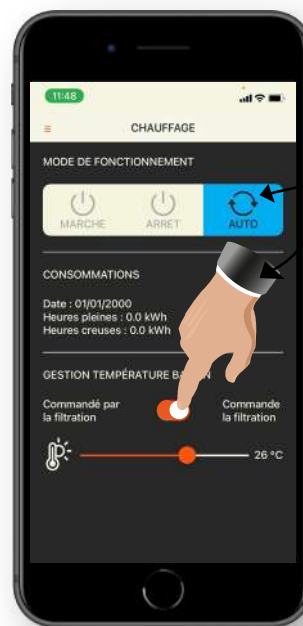 11:48
CHAUFFAGE
MODE DE FONCTIONNEMENT
MARCHE ARRET AUTO
CONSOMMATIONS
Date : 01/01/2000
Heures pleines : 0.0 kWh
Heures creuses : 0.0 kWh
GESTION TEMPÉRATURE
Commandé par
la filtration
Commande
la filtration
26 °C